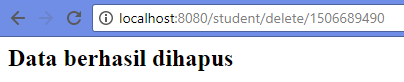 localhost:8080/student/delete/1506689490
Data berhasil dihapus